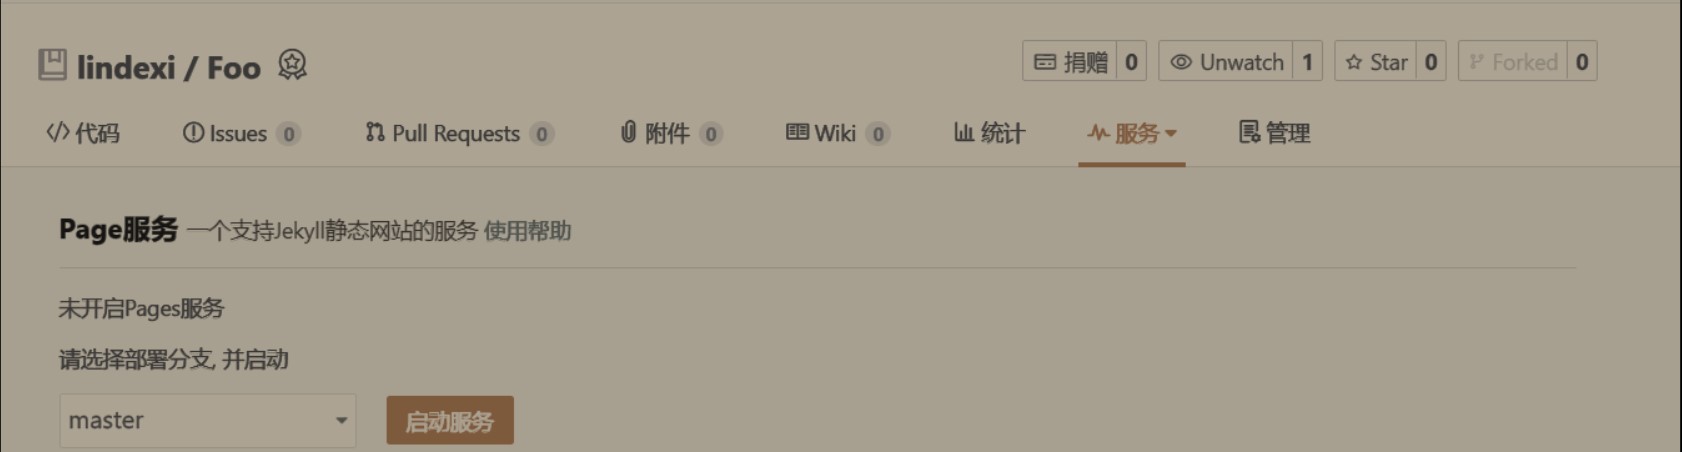 lindexi / Foo 捐赠 0 Unwatch 1 Star 0 Forked 0
代码 Issues 0 Pull Requests 0 附件 0 Wiki 0 统计 服务 管理
Page服务 一个支持Jekyll静态网站的服务 使用帮助
未开启Pages服务
请选择部署分支, 并启动
master 启动服务